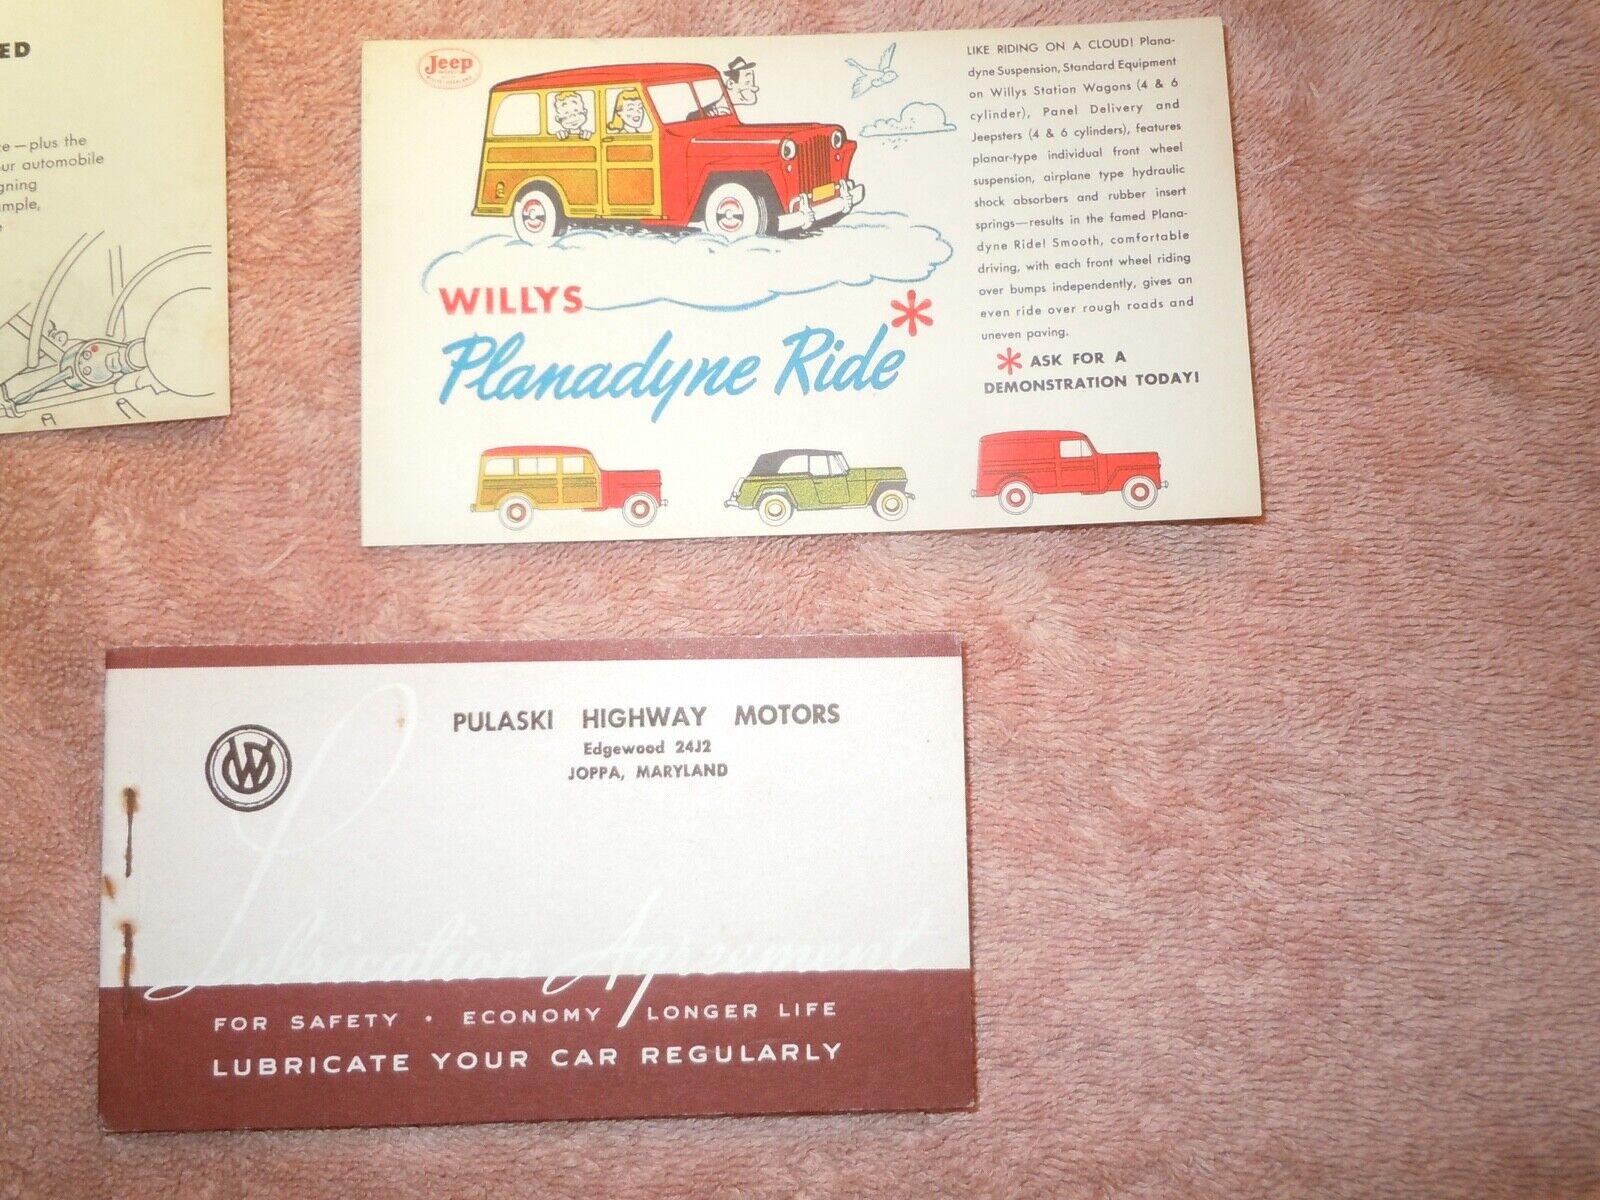 ED
ce — plus the
our automobile
gning
ample,
Jeep
LIKE RIDING ON A CLOUD! Plana-
dyne Suspension, Standard Equipment
on Willys Station Wagons (4 & 6
cylinder), Panel Delivery and
Jeepsters (4 & 6 cylinders), features
planar-type individual front wheel
suspension, airplane type hydraulic
shock absorbers and rubber insert
springs—results in the famed Plana-
dyne Ride! Smooth, comfortable
driving, with each front wheel riding
over bumps independently, gives an
even ride over rough roads and
uneven paving.
* ASK FOR A
DEMONSTRATION TODAY!
WILLYS
Planadyne Ride*
WO
PULASKI HIGHWAY MOTORS
Edgewood 24J2
JOPPA, MARYLAND
Lubrication Agreement
FOR SAFETY • ECONOMY LONGER LIFE
LUBRICATE YOUR CAR REGULARLY